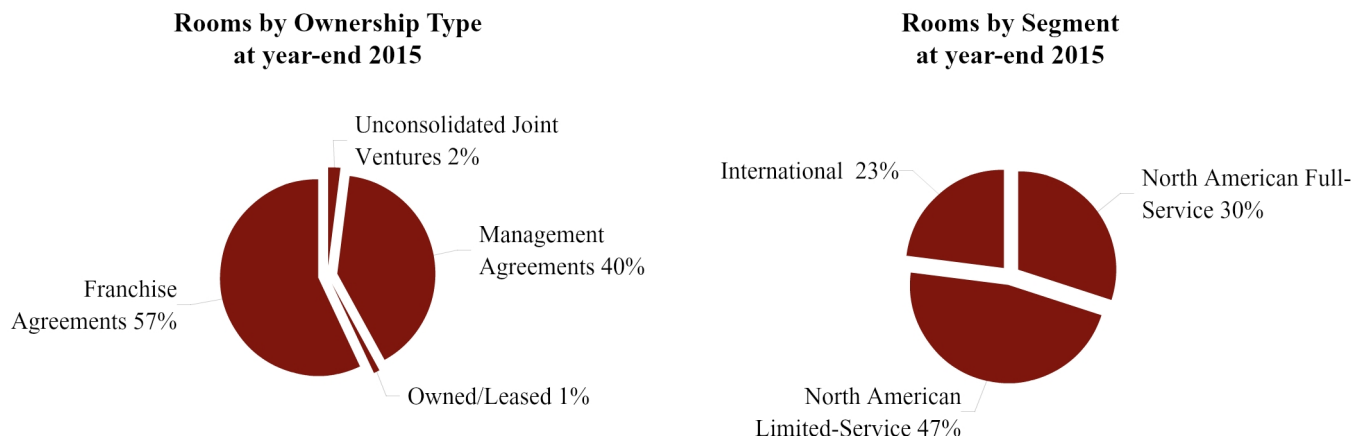 Rooms by Ownership Type
at year-end 2015
Unconsolidated Joint
Ventures 2%
Management
Agreements 40%
Franchise
Agreements 57%
Owned/Leased 1%
Rooms by Segment
at year-end 2015
International  23%
North American Full-
Service 30%
North American
Limited-Service 47%